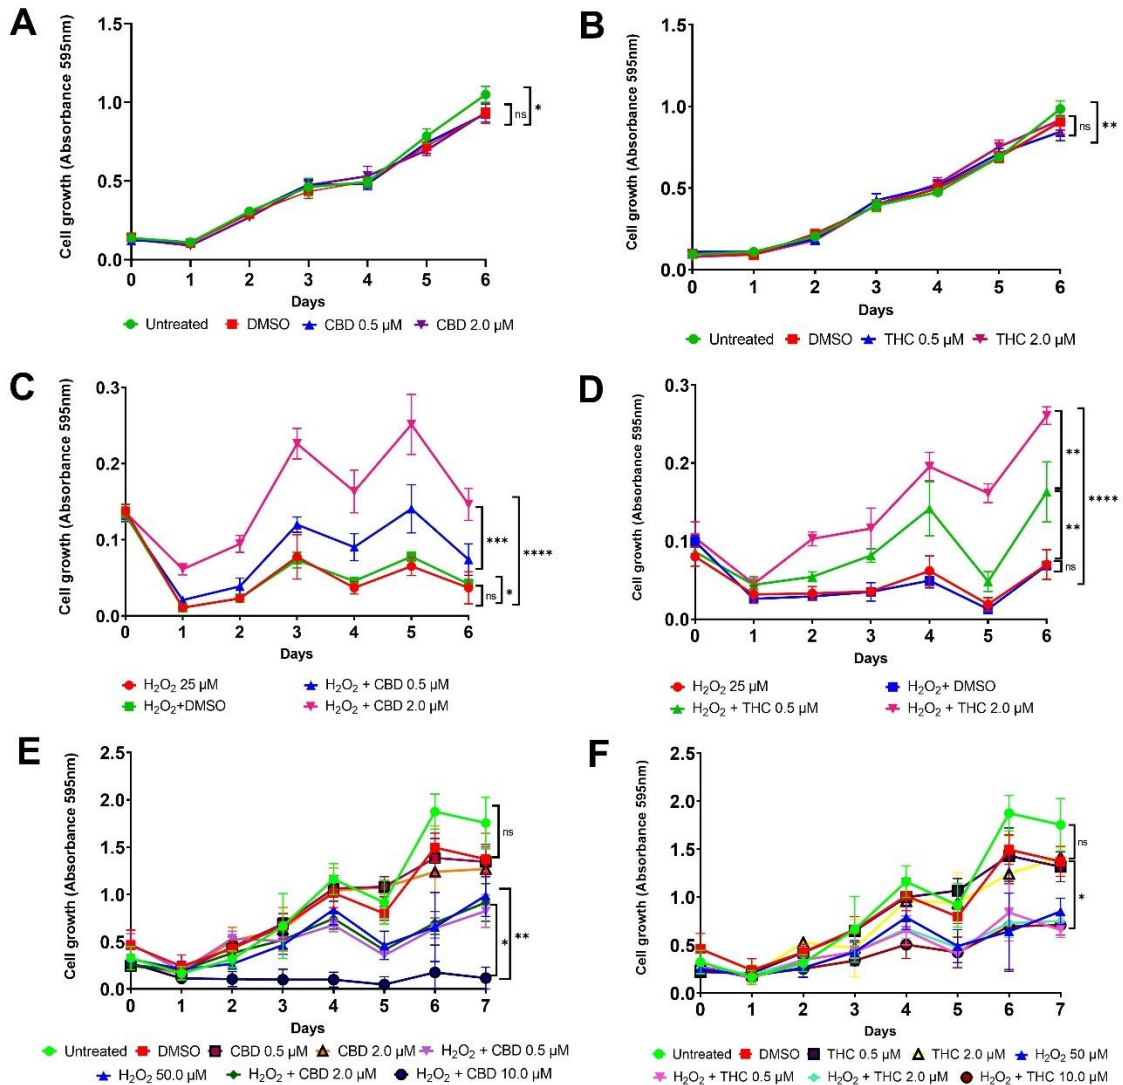 A
Cell growth (Absorbance 595nm)
1.5
1.0
0.5
0.0
0 1 2 3 4 5 6
Days
ns *
Untreated DMSO CBD 0.5 µM CBD 2.0 µM
B
Cell growth (Absorbance 595nm)
1.5
1.0
0.5
0.0
0 1 2 3 4 5 6
Days
ns **
Untreated DMSO THC 0.5 µM THC 2.0 µM
C
Cell growth (Absorbance 595nm)
0.3
0.2
0.1
0.0
0 1 2 3 4 5 6
Days
*** ****
ns *
H₂O₂ 25 µM H₂O₂ + CBD 0.5 µM
H₂O₂+DMSO H₂O₂ + CBD 2.0 µM
D
Cell growth (Absorbance 595nm)
0.3
0.2
0.1
0.0
0 1 2 3 4 5 6
Days
**
****
**
ns
H₂O₂ 25 µM H₂O₂+ DMSO
H₂O₂ + THC 0.5 µM H₂O₂ + THC 2.0 µM
E
Cell growth (Absorbance 595nm)
2.5
2.0
1.5
1.0
0.5
0.0
0 1 2 3 4 5 6 7
Days
ns
* **
Untreated DMSO CBD 0.5 µM CBD 2.0 µM H₂O₂ + CBD 0.5 µM
H₂O₂ 50.0 µM H₂O₂ + CBD 2.0 µM H₂O₂ + CBD 10.0 µM
F
Cell growth (Absorbance 595nm)
2.5
2.0
1.5
1.0
0.5
0.0
0 1 2 3 4 5 6 7
Days
ns
*
Untreated DMSO THC 0.5 µM THC 2.0 µM H₂O₂ 50 µM
H₂O₂ + THC 0.5 µM H₂O₂ + THC 2.0 µM H₂O₂ + THC 10.0 µM